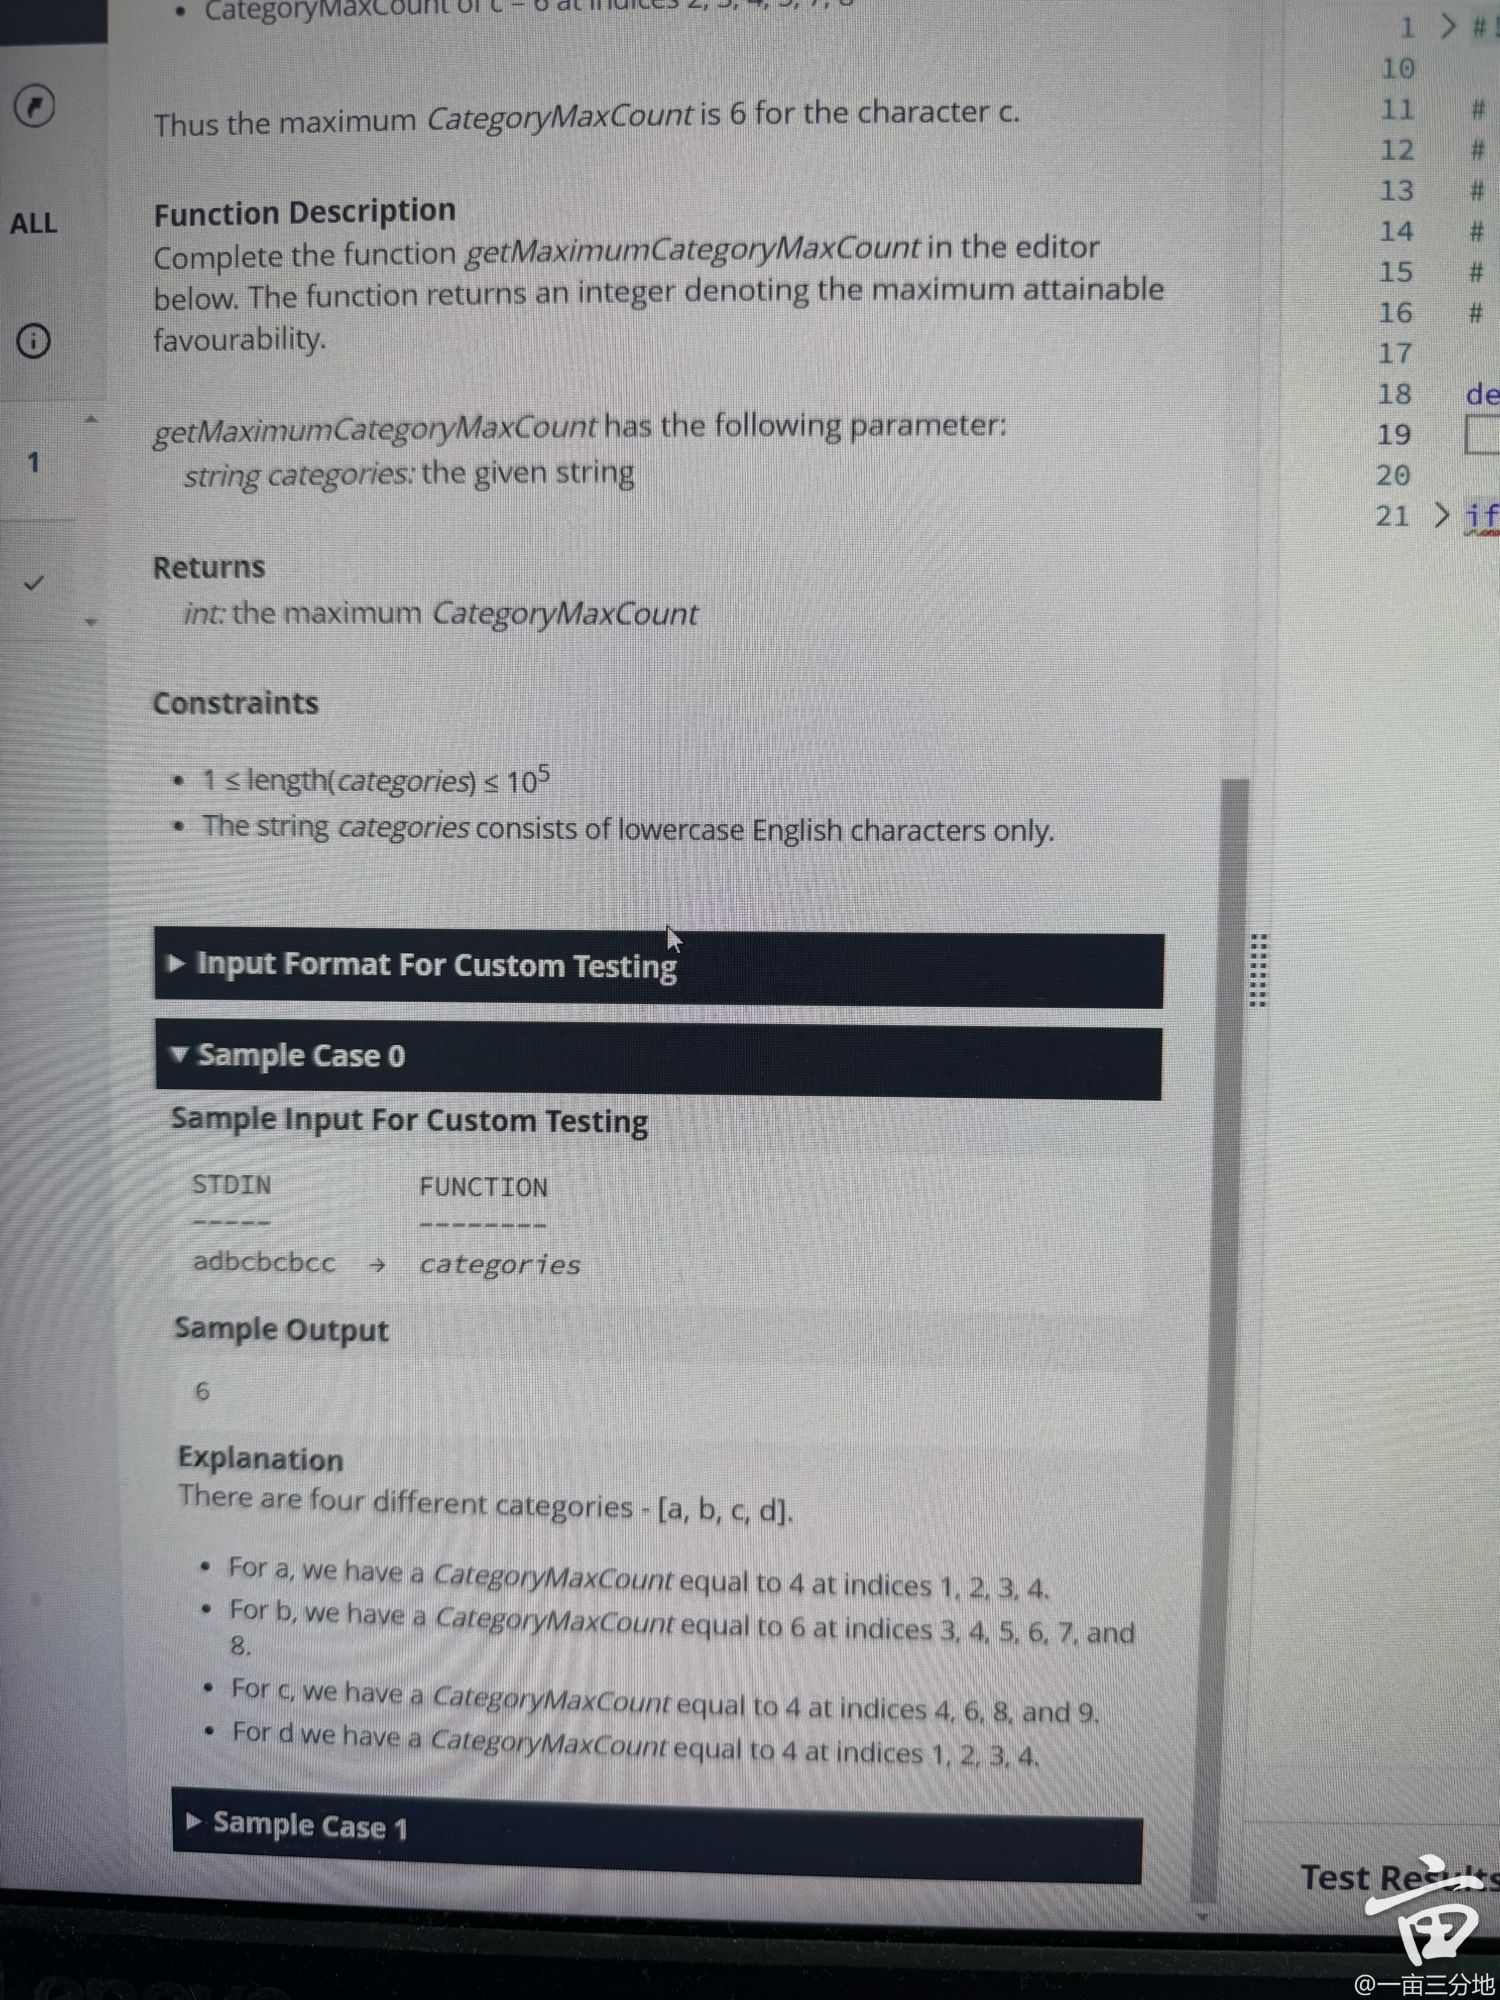 CategoryMaxCount of c = 6 at indices 2, 3, 4, 5, 7, 8
Thus the maximum CategoryMaxCount is 6 for the character c.
ALL
Function Description
Complete the function getMaximumCategoryMaxCount in the editor
below. The function returns an integer denoting the maximum attainable
favourability.
getMaximumCategoryMaxCount has the following parameter:
string categories: the given string
1
Returns
int: the maximum CategoryMaxCount
Constraints
• 1 ≤ length(categories) ≤ 10^5
• The string categories consists of lowercase English characters only.
▶ Input Format For Custom Testing
▼ Sample Case 0
Sample Input For Custom Testing
STDIN FUNCTION
----- --------
adbcbcbcc → categories
Sample Output
6
Explanation
There are four different categories - [a, b, c, d].
• For a, we have a CategoryMaxCount equal to 4 at indices 1, 2, 3, 4.
• For b, we have a CategoryMaxCount equal to 6 at indices 3, 4, 5, 6, 7, and
8.
• For c, we have a CategoryMaxCount equal to 4 at indices 4, 6, 8, and 9.
• For d we have a CategoryMaxCount equal to 4 at indices 1, 2, 3, 4.
▶ Sample Case 1
1 > #!
10
11 #
12 #
13 #
14 #
15 #
16 #
17
18 de
19
20
21 > if
Test Results
@一亩三分地